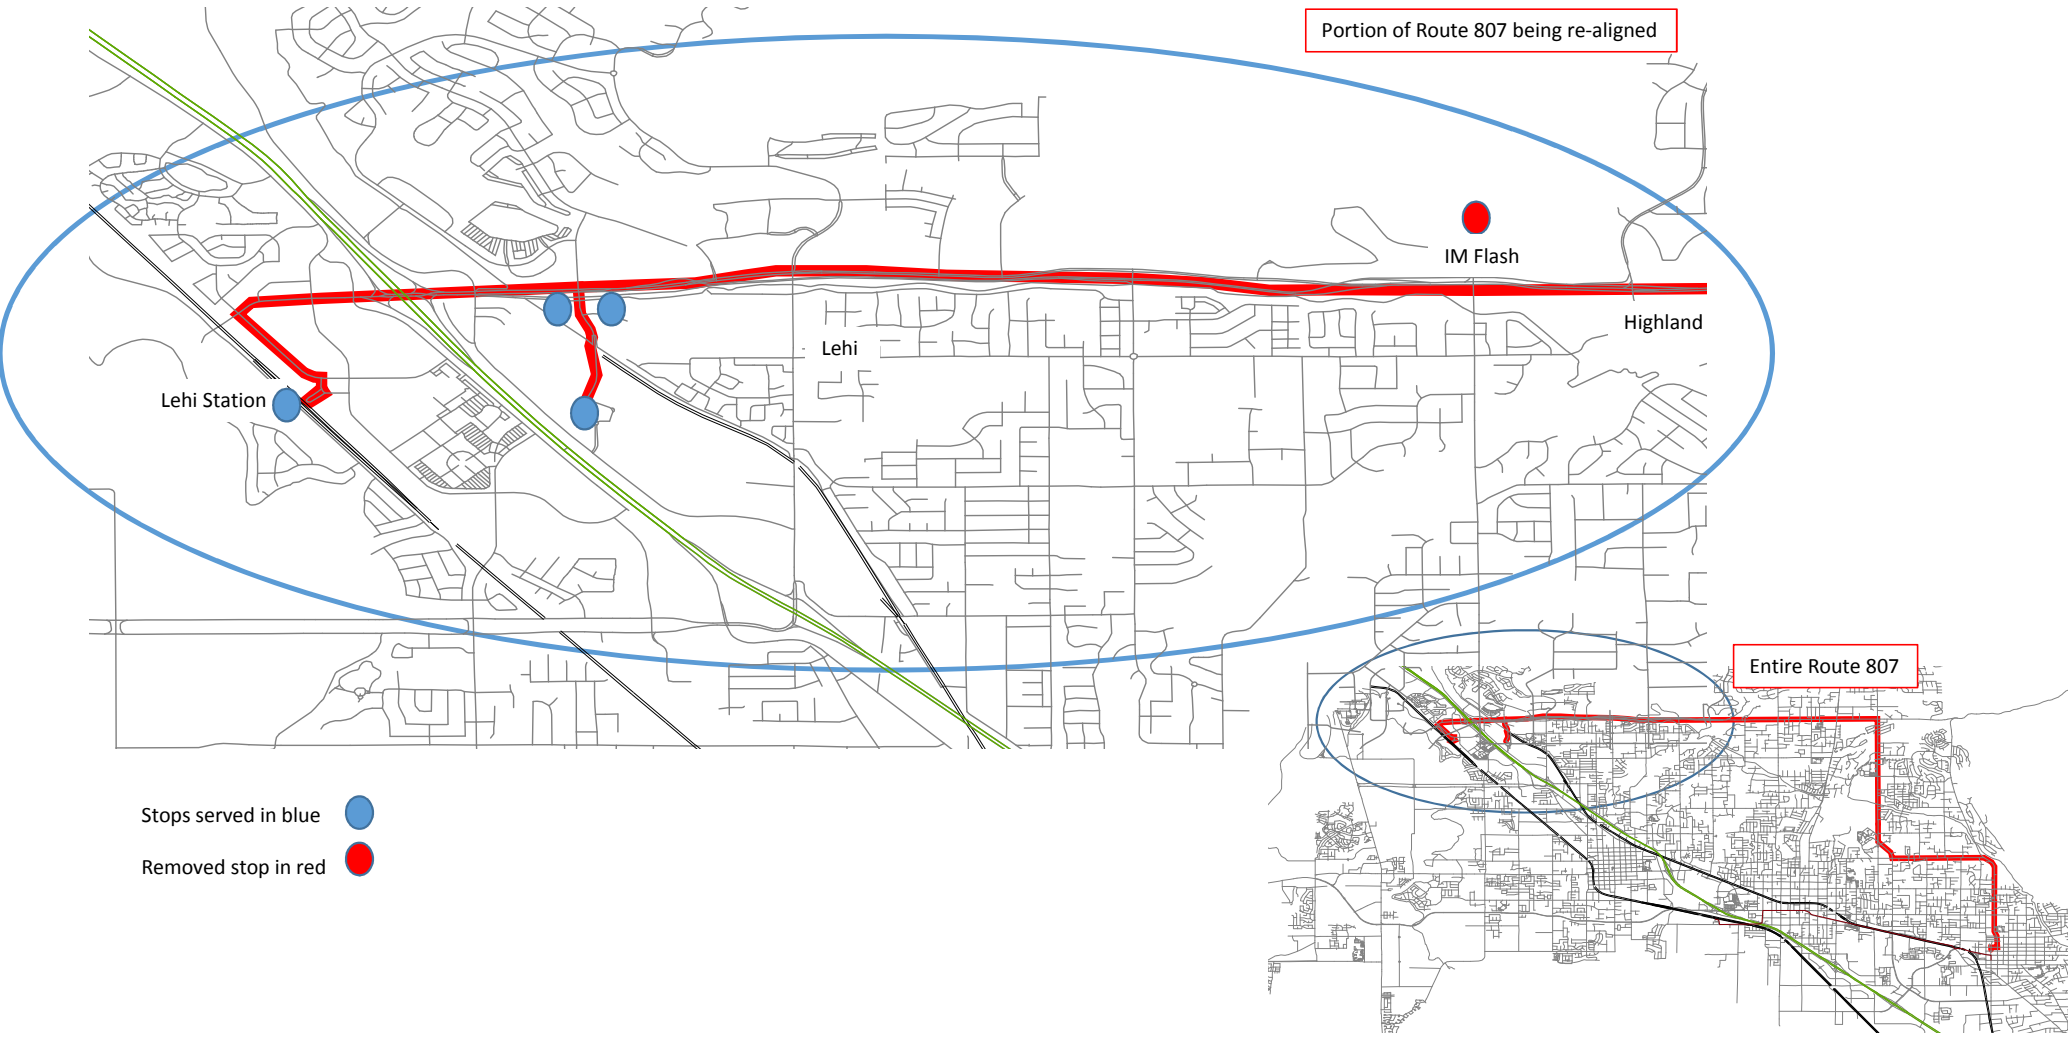 Portion of Route 807 being re-aligned
IM Flash
Highland
Lehi
Lehi Station
Entire Route 807
Stops served in blue
Removed stop in red